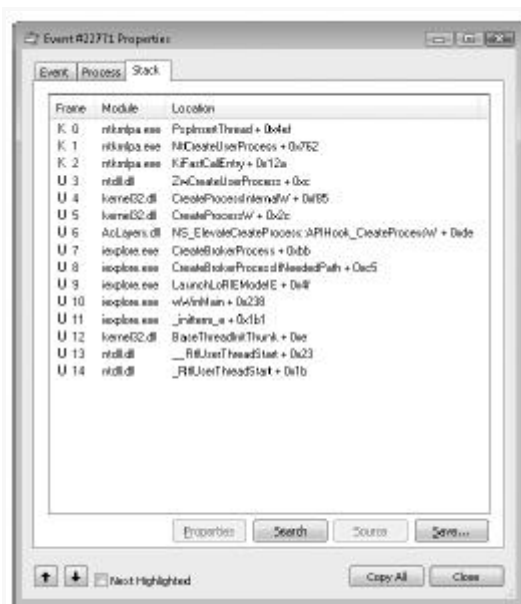 Event #22771 Properties
Event Process Stack
Frame Module Location
K 0 ntkrnlpa.exe PspInsertThread + 0x4ef
K 1 ntkrnlpa.exe NtCreateUserProcess + 0x762
K 2 ntkrnlpa.exe KiFastCallEntry + 0x12a
U 3 ntdll.dll ZwCreateUserProcess + 0xc
U 4 kernel32.dll CreateProcessInternalW + 0xf85
U 5 kernel32.dll CreateProcessW + 0x2c
U 6 AcLayers.dll NS_ElevateCreateProcess::APIHook_CreateProcessW + 0xde
U 7 iexplore.exe CreateBrokerProcess + 0xbb
U 8 iexplore.exe CreateBrokerProcessIfNeededPath + 0xc5
U 9 iexplore.exe LaunchLoRIEModeIE + 0x4f
U 10 iexplore.exe wWinMain + 0x238
U 11 iexplore.exe _initterm_e + 0x1b1
U 12 kernel32.dll BaseThreadInitThunk + 0xe
U 13 ntdll.dll __RtlUserThreadStart + 0x23
U 14 ntdll.dll _RtlUserThreadStart + 0x1b
Properties Search Source Save...
Next Highlighted Copy All Close